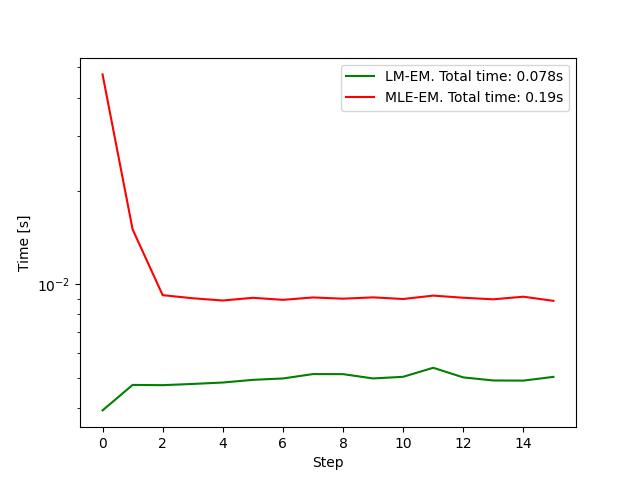 LM-EM. Total time: 0.078s
MLE-EM. Total time: 0.19s
Time [s]
10⁻²
0 2 4 6 8 10 12 14
Step